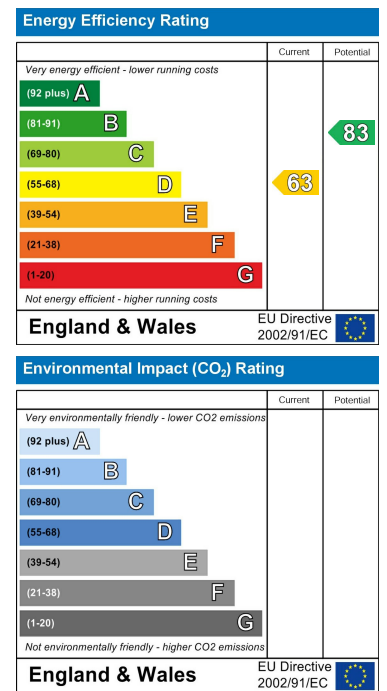 Energy Efficiency Rating
Current Potential
Very energy efficient - lower running costs
(92 plus) A
(81-91) B
(69-80) C
(55-68) D
(39-54) E
(21-38) F
(1-20) G
63
83
Not energy efficient - higher running costs
England & Wales
EU Directive
2002/91/EC
Environmental Impact (CO₂) Rating
Current Potential
Very environmentally friendly - lower CO2 emissions
(92 plus) A
(81-91) B
(69-80) C
(55-68) D
(39-54) E
(21-38) F
(1-20) G
Not environmentally friendly - higher CO2 emissions
England & Wales
EU Directive
2002/91/EC